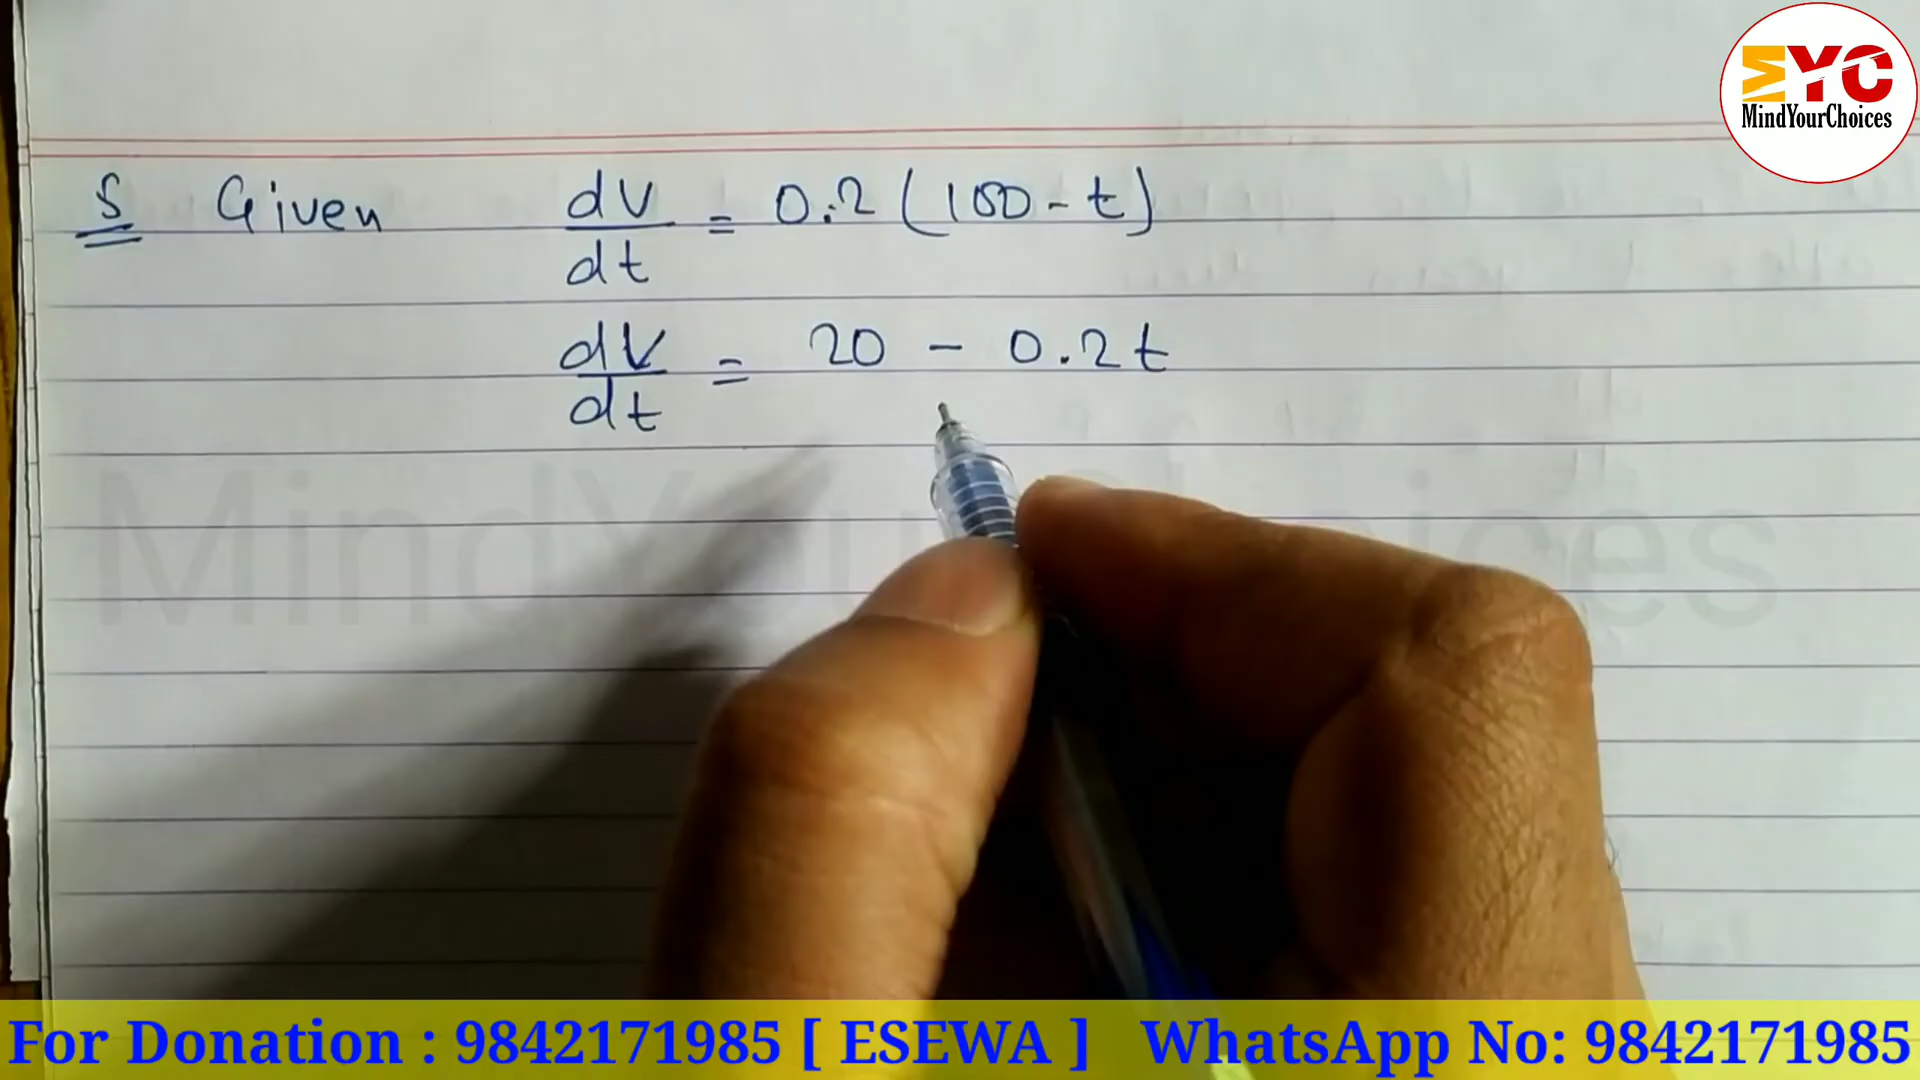 MYC
MindYourChoices
S Given dV/dt = 0.2 (100 - t)
dV/dt = 20 - 0.2t
MindYourChoices
For Donation : 9842171985 [ ESEWA ] WhatsApp No: 9842171985